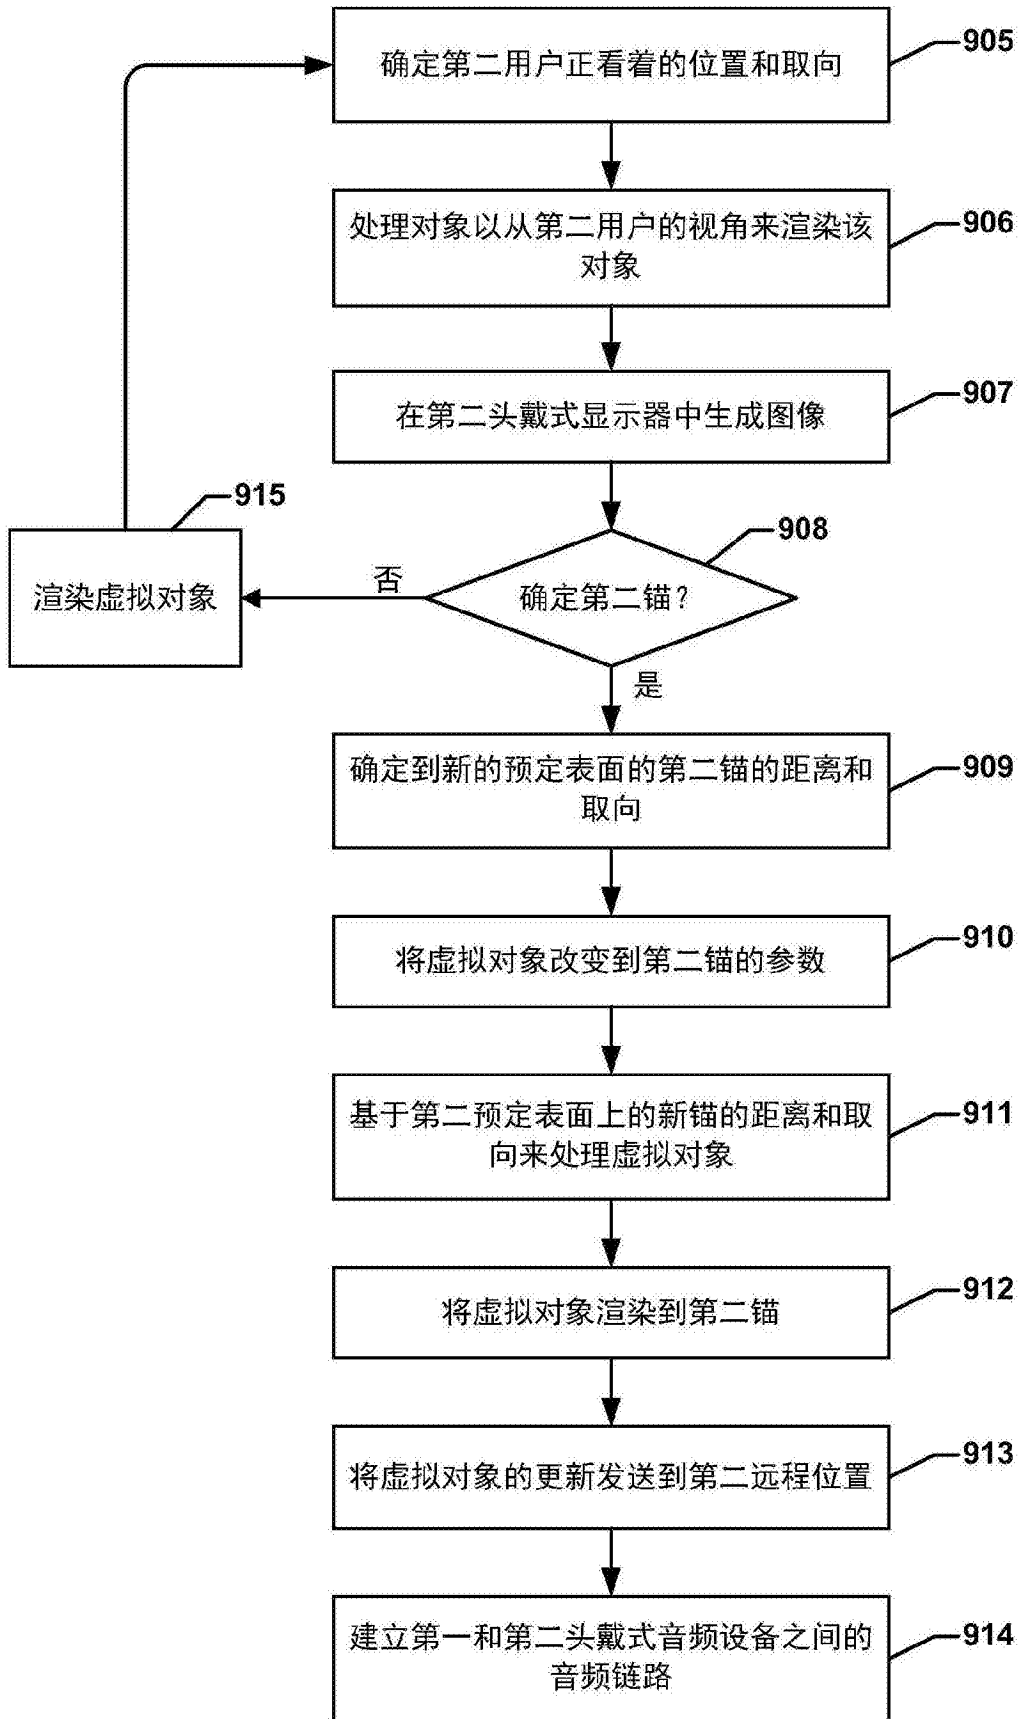 905
确定第二用户正看着的位置和取向
906
处理对象以从第二用户的视角来渲染该
对象
907
在第二头戴式显示器中生成图像
915
渲染虚拟对象
908
否
确定第二锚？
是
909
确定到新的预定表面的第二锚的距离和
取向
910
将虚拟对象改变到第二锚的参数
911
基于第二预定表面上的新锚的距离和取
向来处理虚拟对象
912
将虚拟对象渲染到第二锚
913
将虚拟对象的更新发送到第二远程位置
914
建立第一和第二头戴式音频设备之间的
音频链路